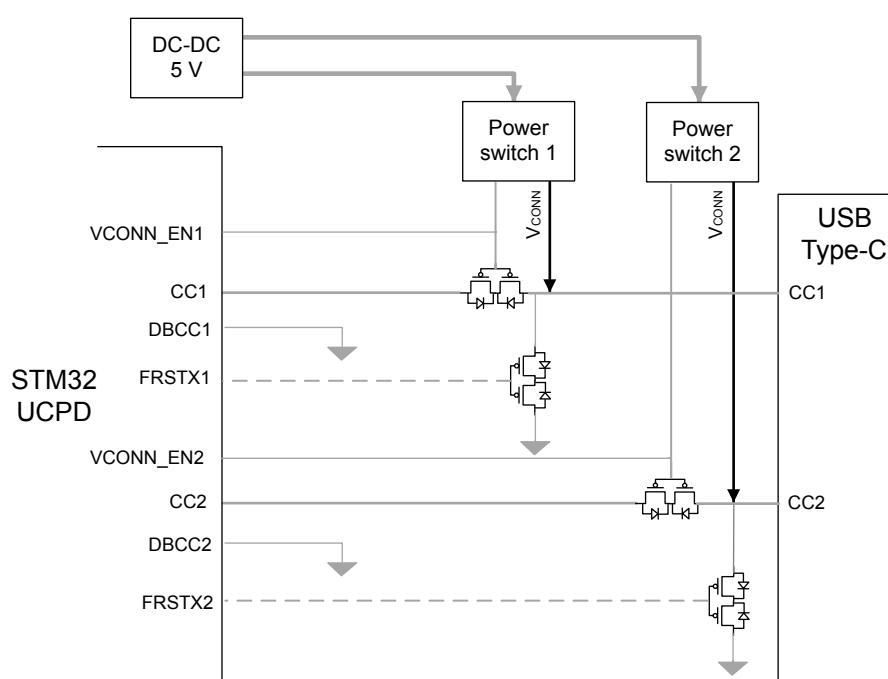 DC-DC
5 V
Power
switch 1
Power
switch 2
VCONN
VCONN
USB
Type-C
VCONN_EN1
CC1
CC1
DBCC1
FRSTX1
STM32
UCPD
VCONN_EN2
CC2
CC2
DBCC2
FRSTX2